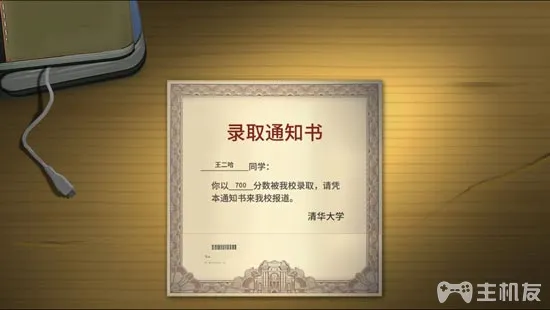 录取通知书
王二哈 同学：
你以 700 分数被我校录取，请凭
本通知书来我校报道。
清华大学
主机友